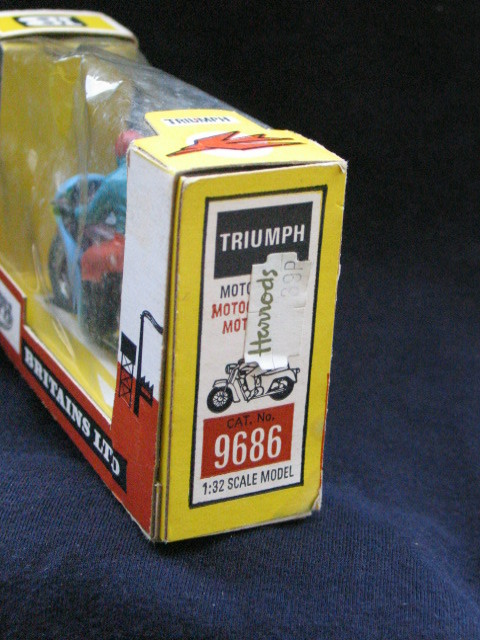 TRIUMPH
TRIUMPH
MOTO
MOTO
MOT
Harrods
CAT. No.
9686
1:32 SCALE MODEL
BRITAINS LTD